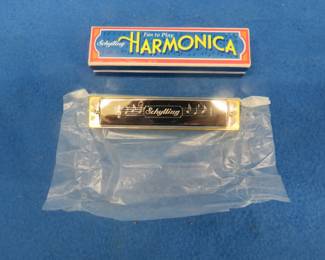 Fun to Play
Schylling
HARMONICA
Schylling